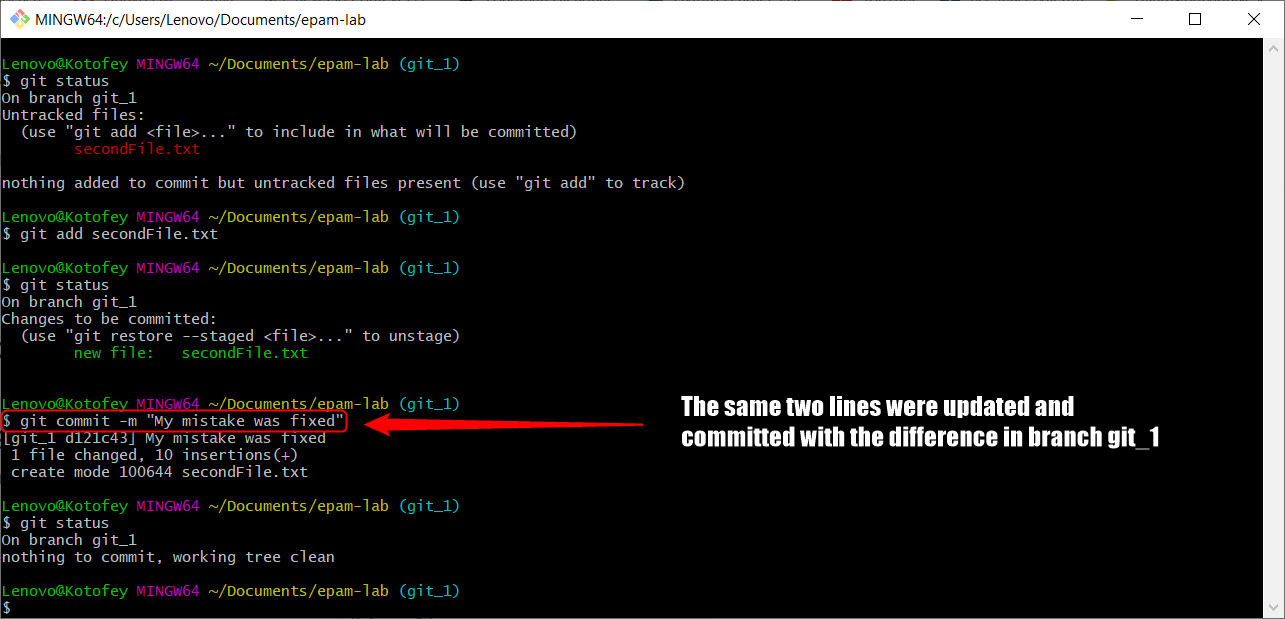 MINGW64:/c/Users/Lenovo/Documents/epam-lab
Lenovo@Kotofey MINGW64 ~/Documents/epam-lab (git_1)
$ git status
On branch git_1
Untracked files:
  (use "git add <file>..." to include in what will be committed)
        secondFile.txt
nothing added to commit but untracked files present (use "git add" to track)
Lenovo@Kotofey MINGW64 ~/Documents/epam-lab (git_1)
$ git add secondFile.txt
Lenovo@Kotofey MINGW64 ~/Documents/epam-lab (git_1)
$ git status
On branch git_1
Changes to be committed:
  (use "git restore --staged <file>..." to unstage)
        new file:   secondFile.txt
Lenovo@Kotofey MINGW64 ~/Documents/epam-lab (git_1)
$ git commit -m "My mistake was fixed"
[git_1 d121c43] My mistake was fixed
 1 file changed, 10 insertions(+)
 create mode 100644 secondFile.txt
Lenovo@Kotofey MINGW64 ~/Documents/epam-lab (git_1)
$ git status
On branch git_1
nothing to commit, working tree clean
Lenovo@Kotofey MINGW64 ~/Documents/epam-lab (git_1)
$
The same two lines were updated and
committed with the difference in branch git_1